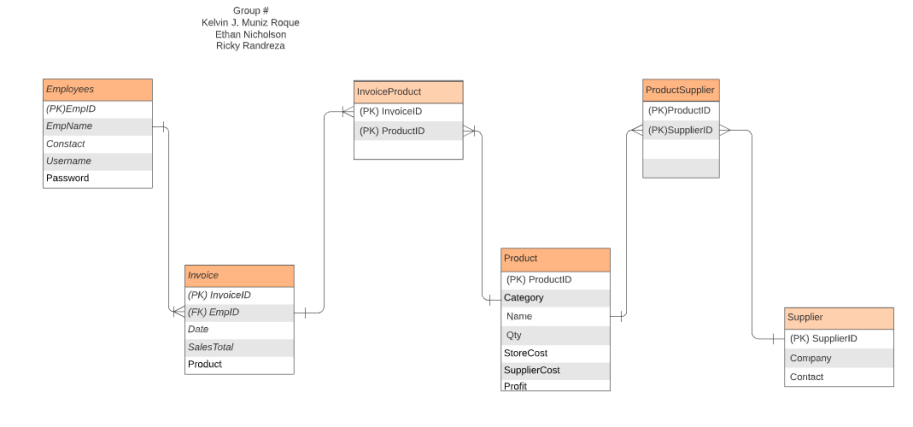 Group #
Kelvin J. Muniz Roque
Ethan Nicholson
Ricky Randreza
Employees
(PK)EmpID
EmpName
Constact
Username
Password
InvoiceProduct
(PK) InvoiceID
(PK) ProductID
ProductSupplier
(PK)ProductID
(PK)SupplierID
Invoice
(PK) InvoiceID
(FK) EmpID
Date
SalesTotal
Product
Product
(PK) ProductID
Category
Name
Qty
StoreCost
SupplierCost
Profit
Supplier
(PK) SupplierID
Company
Contact